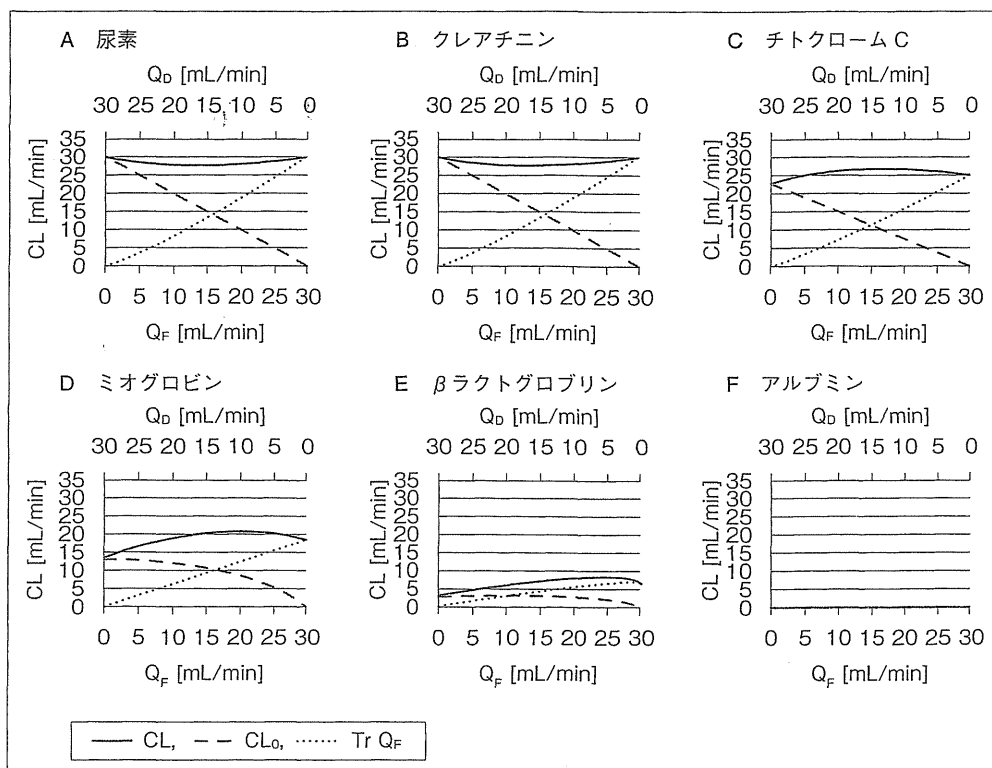 A 尿素
Q_D [mL/min]
30 25 20 15 10 5 0
CL [mL/min]
35
30
25
20
15
10
5
0
0 5 10 15 20 25 30
Q_F [mL/min]
B クレアチニン
Q_D [mL/min]
30 25 20 15 10 5 0
CL [mL/min]
35
30
25
20
15
10
5
0
0 5 10 15 20 25 30
Q_F [mL/min]
C チトクローム C
Q_D [mL/min]
30 25 20 15 10 5 0
CL [mL/min]
35
30
25
20
15
10
5
0
0 5 10 15 20 25 30
Q_F [mL/min]
D ミオグロビン
Q_D [mL/min]
30 25 20 15 10 5 0
CL [mL/min]
35
30
25
20
15
10
5
0
0 5 10 15 20 25 30
Q_F [mL/min]
E βラクトグロブリン
Q_D [mL/min]
30 25 20 15 10 5 0
CL [mL/min]
35
30
25
20
15
10
5
0
0 5 10 15 20 25 30
Q_F [mL/min]
F アルブミン
Q_D [mL/min]
30 25 20 15 10 5 0
CL [mL/min]
35
30
25
20
15
10
5
0
0 5 10 15 20 25 30
Q_F [mL/min]
CL, CL₀, Tr Q_F